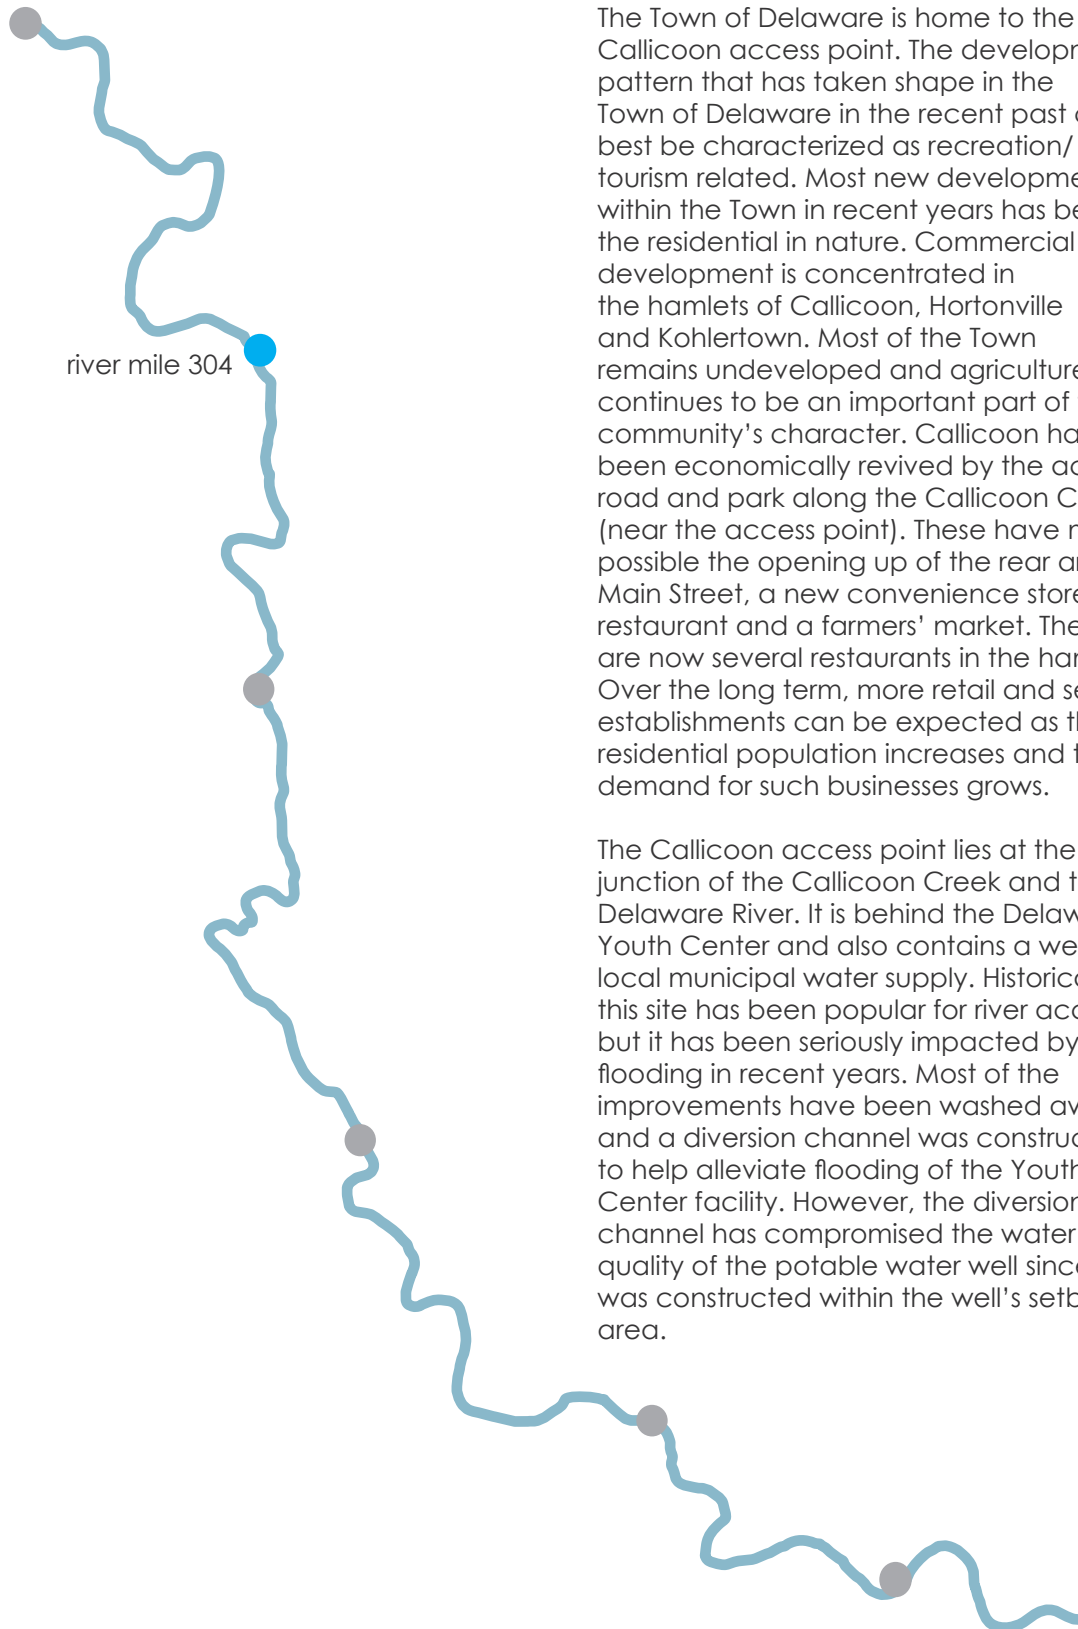 river mile 304
The Town of Delaware is home to the
Callicoon access point. The developm
pattern that has taken shape in the
Town of Delaware in the recent past
best be characterized as recreation/
tourism related. Most new developme
within the Town in recent years has be
the residential in nature. Commercial
development is concentrated in
the hamlets of Callicoon, Hortonville
and Kohlertown. Most of the Town
remains undeveloped and agriculture
continues to be an important part of
community’s character. Callicoon ha
been economically revived by the ac
road and park along the Callicoon C
(near the access point). These have
possible the opening up of the rear
Main Street, a new convenience store
restaurant and a farmers’ market. The
are now several restaurants in the ham
Over the long term, more retail and se
establishments can be expected as t
residential population increases and t
demand for such businesses grows.
The Callicoon access point lies at the
junction of the Callicoon Creek and t
Delaware River. It is behind the Delaw
Youth Center and also contains a we
local municipal water supply. Historica
this site has been popular for river acc
but it has been seriously impacted by
flooding in recent years. Most of the
improvements have been washed aw
and a diversion channel was construc
to help alleviate flooding of the Youth
Center facility. However, the diversion
channel has compromised the water
quality of the potable water well since
was constructed within the well’s setb
area.